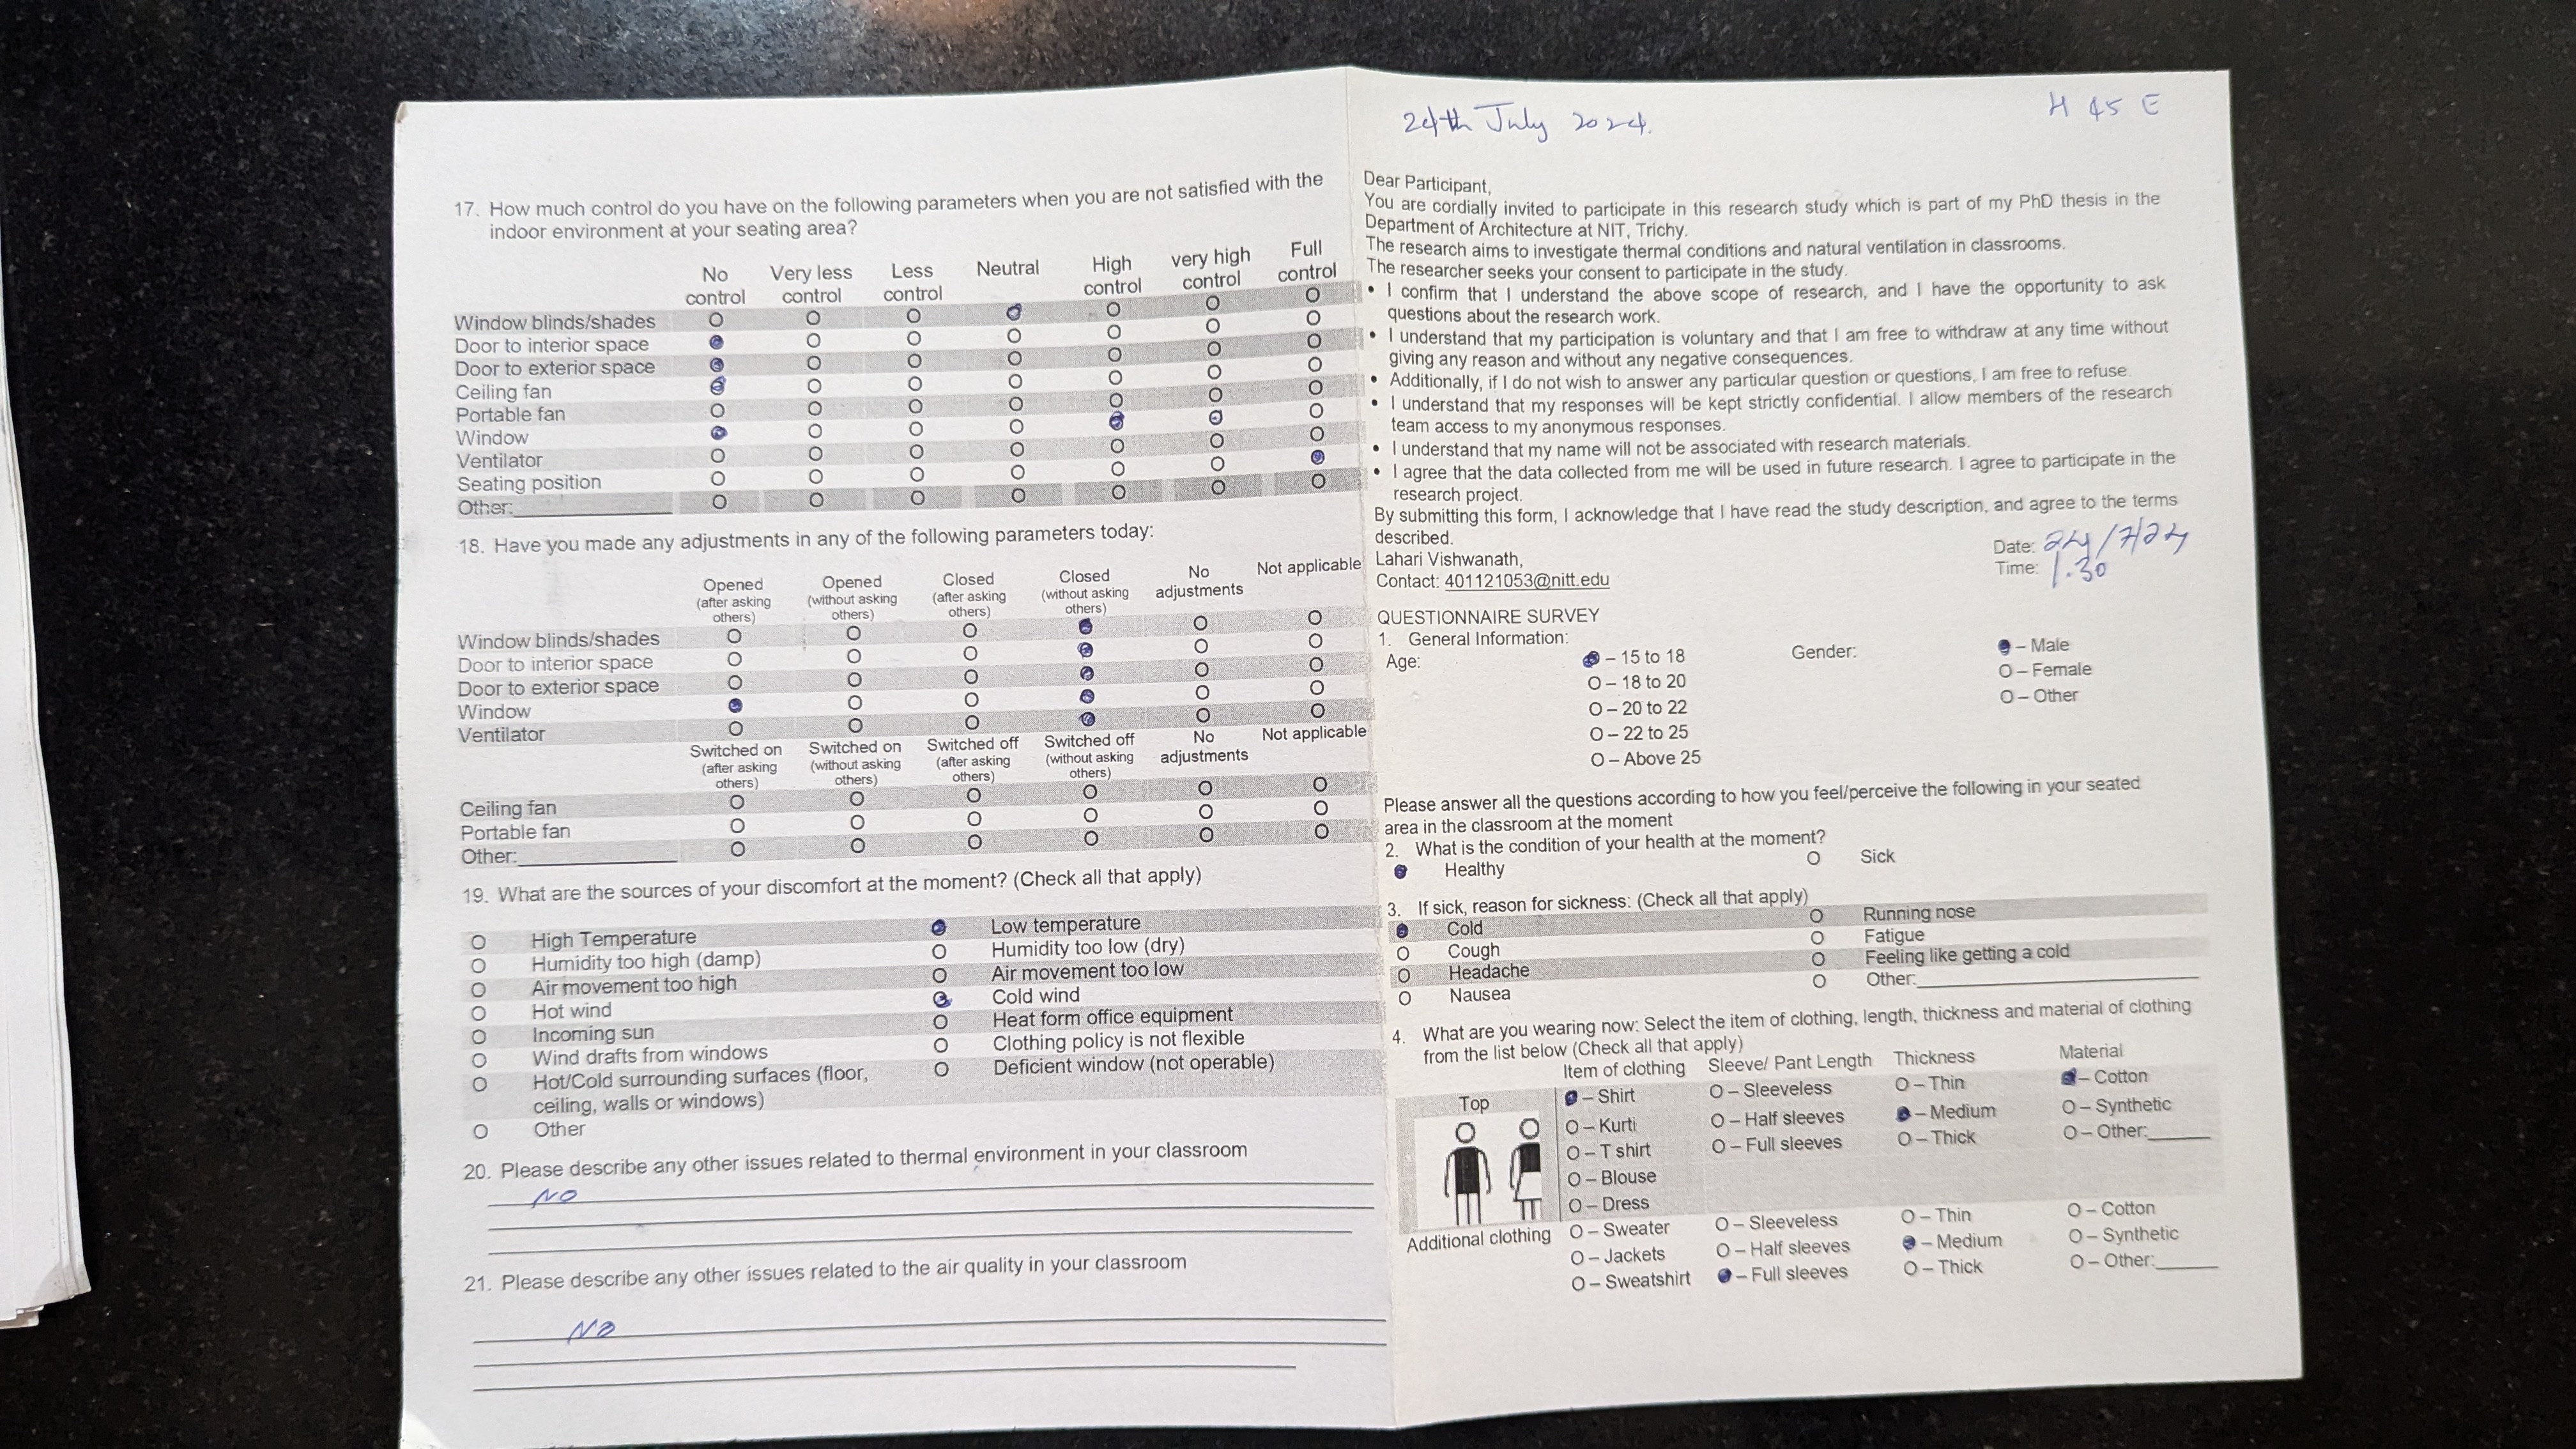 17. How much control do you have on the following parameters when you are not satisfied with the
indoor environment at your seating area?
No control Very less control Less control Neutral High control very high control Full control
Window blinds/shades
Door to interior space
Door to exterior space
Ceiling fan
Portable fan
Window
Ventilator
Seating position
Other:
18. Have you made any adjustments in any of the following parameters today:
Opened (after asking others) Opened (without asking others) Closed (after asking others) Closed (without asking others) No adjustments Not applicable
Window blinds/shades
Door to interior space
Door to exterior space
Window
Ventilator
Switched on (after asking others) Switched on (without asking others) Switched off (after asking others) Switched off (without asking others) No adjustments Not applicable
Ceiling fan
Portable fan
Other:
19. What are the sources of your discomfort at the moment? (Check all that apply)
High Temperature Low temperature
Humidity too high (damp) Humidity too low (dry)
Air movement too high Air movement too low
Hot wind Cold wind
Incoming sun Heat form office equipment
Wind drafts from windows Clothing policy is not flexible
Hot/Cold surrounding surfaces (floor, Deficient window (not operable)
ceiling, walls or windows)
Other
20. Please describe any other issues related to thermal environment in your classroom
NO
21. Please describe any other issues related to the air quality in your classroom
NO
24th July 2024. H 45 E
Dear Participant,
You are cordially invited to participate in this research study which is part of my PhD thesis in the
Department of Architecture at NIT, Trichy.
The research aims to investigate thermal conditions and natural ventilation in classrooms.
The researcher seeks your consent to participate in the study.
• I confirm that I understand the above scope of research, and I have the opportunity to ask
questions about the research work.
• I understand that my participation is voluntary and that I am free to withdraw at any time without
giving any reason and without any negative consequences.
• Additionally, if I do not wish to answer any particular question or questions, I am free to refuse.
• I understand that my responses will be kept strictly confidential. I allow members of the research
team access to my anonymous responses.
• I understand that my name will not be associated with research materials.
• I agree that the data collected from me will be used in future research. I agree to participate in the
research project.
By submitting this form, I acknowledge that I have read the study description, and agree to the terms
described.
Lahari Vishwanath, Date: 24/7/24
Contact: 401121053@nitt.edu Time: 1.30
QUESTIONNAIRE SURVEY
1. General Information:
Age: – 15 to 18 Gender: – Male
O – 18 to 20 O – Female
O – 20 to 22 O – Other
O – 22 to 25
O – Above 25
Please answer all the questions according to how you feel/perceive the following in your seated
area in the classroom at the moment
2. What is the condition of your health at the moment?
Healthy Sick
3. If sick, reason for sickness: (Check all that apply)
Cold Running nose
Cough Fatigue
Headache Feeling like getting a cold
Nausea Other:
4. What are you wearing now: Select the item of clothing, length, thickness and material of clothing
from the list below (Check all that apply)
Item of clothing Sleeve/ Pant Length Thickness Material
Top – Shirt O – Sleeveless O – Thin – Cotton
O – Kurti O – Half sleeves – Medium O – Synthetic
O – T shirt O – Full sleeves O – Thick O – Other:
O – Blouse
O – Dress
Additional clothing O – Sweater O – Sleeveless O – Thin O – Cotton
O – Jackets O – Half sleeves – Medium O – Synthetic
O – Sweatshirt – Full sleeves O – Thick O – Other: